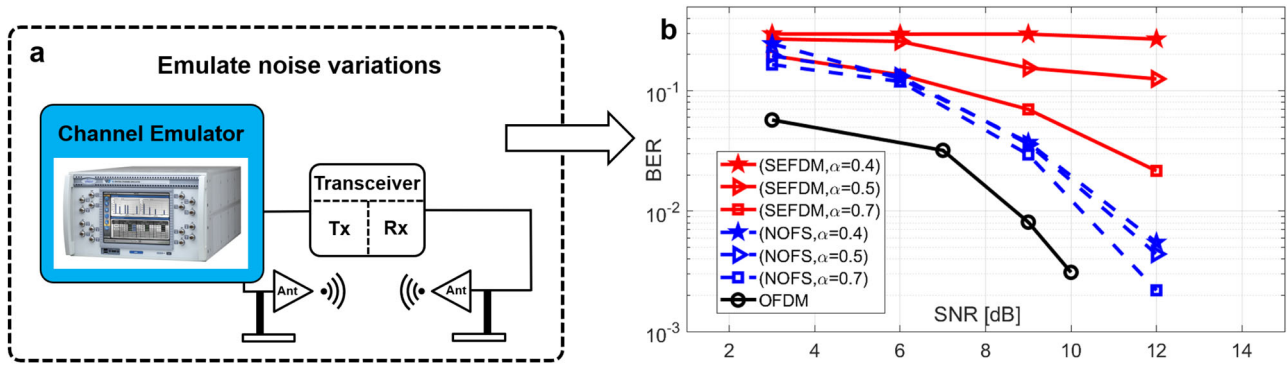 a
Emulate noise variations
Channel Emulator
Transceiver
Tx
Rx
Ant
Ant
b
BER
10^-1
10^-2
10^-3
(SEFDM,α=0.4)
(SEFDM,α=0.5)
(SEFDM,α=0.7)
(NOFS,α=0.4)
(NOFS,α=0.5)
(NOFS,α=0.7)
OFDM
SNR [dB]
2 4 6 8 10 12 14